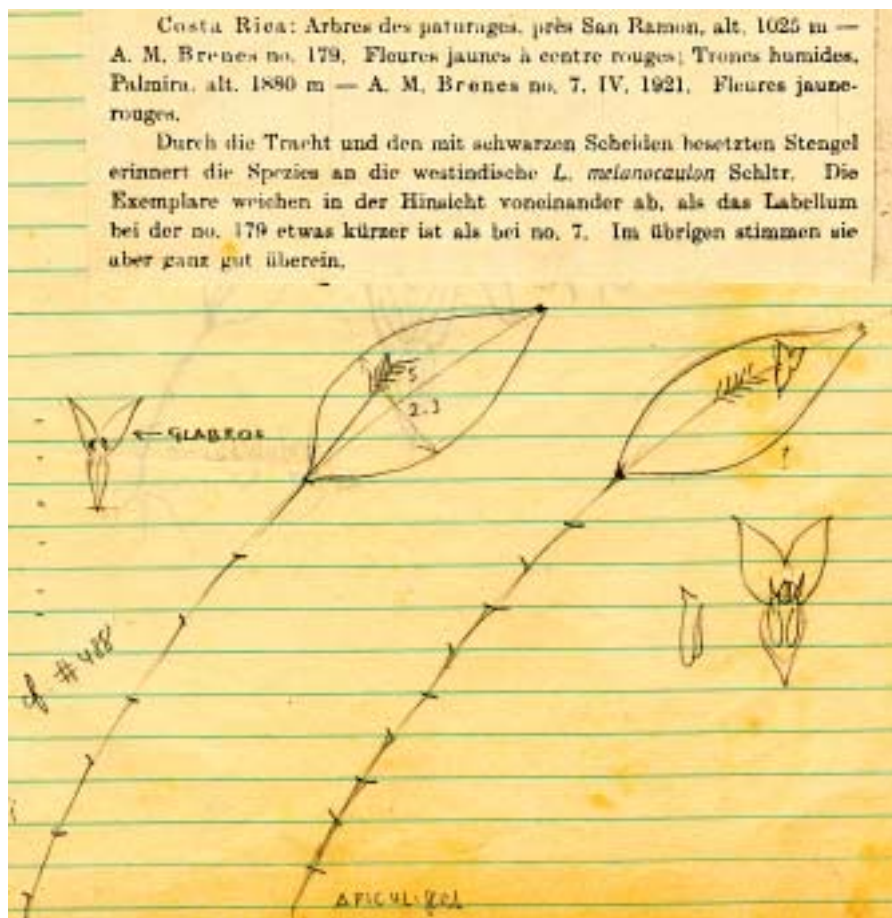 Costa Rica: Arbres des paturages, près San Ramon, alt. 1025 m —
A. M. Brenes no. 179. Fleures jaunes à centre rouges; Troncs humides,
Palmira, alt. 1880 m — A. M. Brenes no. 7. IV. 1921. Fleures jaune-
rouges.
Durch die Tracht und den mit schwarzen Scheiden besetzten Stengel
erinnert die Spezies an die westindische L. melanocaulon Schltr. Die
Exemplare weichen in der Hinsicht voneinander ab, als das Labellum
bei der no. 179 etwas kürzer ist als bei no. 7. Im übrigen stimmen sie
aber ganz gut überein.
5
2.3
← GLABROS
?
cf #488